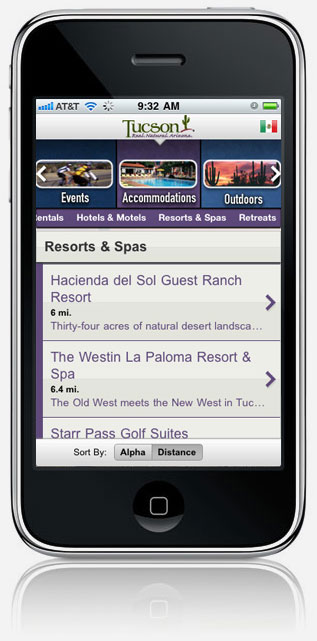 AT&T 9:32 AM
Tucson
Real. Natural. Arizona.
Events Accommodations Outdoors
entals Hotels & Motels Resorts & Spas Retreats
Resorts & Spas
Hacienda del Sol Guest Ranch
Resort
6 mi.
Thirty-four acres of natural desert landsca...
The Westin La Paloma Resort &
Spa
6.4 mi.
The Old West meets the New West in Tuc...
Starr Pass Golf Suites
Sort By: Alpha Distance